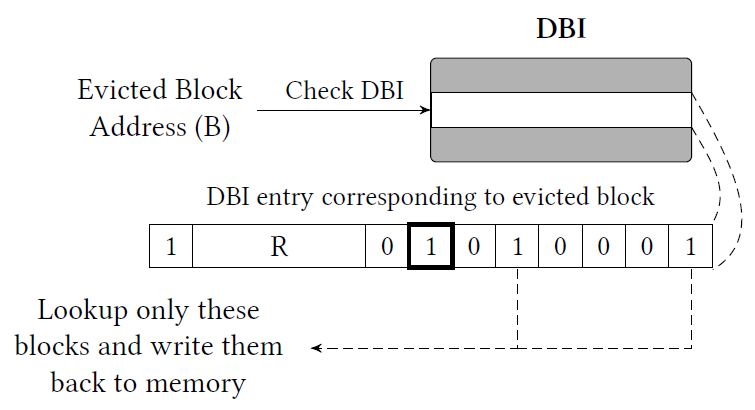 DBI
Evicted Block
Address (B)
Check DBI
DBI entry corresponding to evicted block
1 R 0 1 0 1 0 0 0 1
Lookup only these
blocks and write them
back to memory